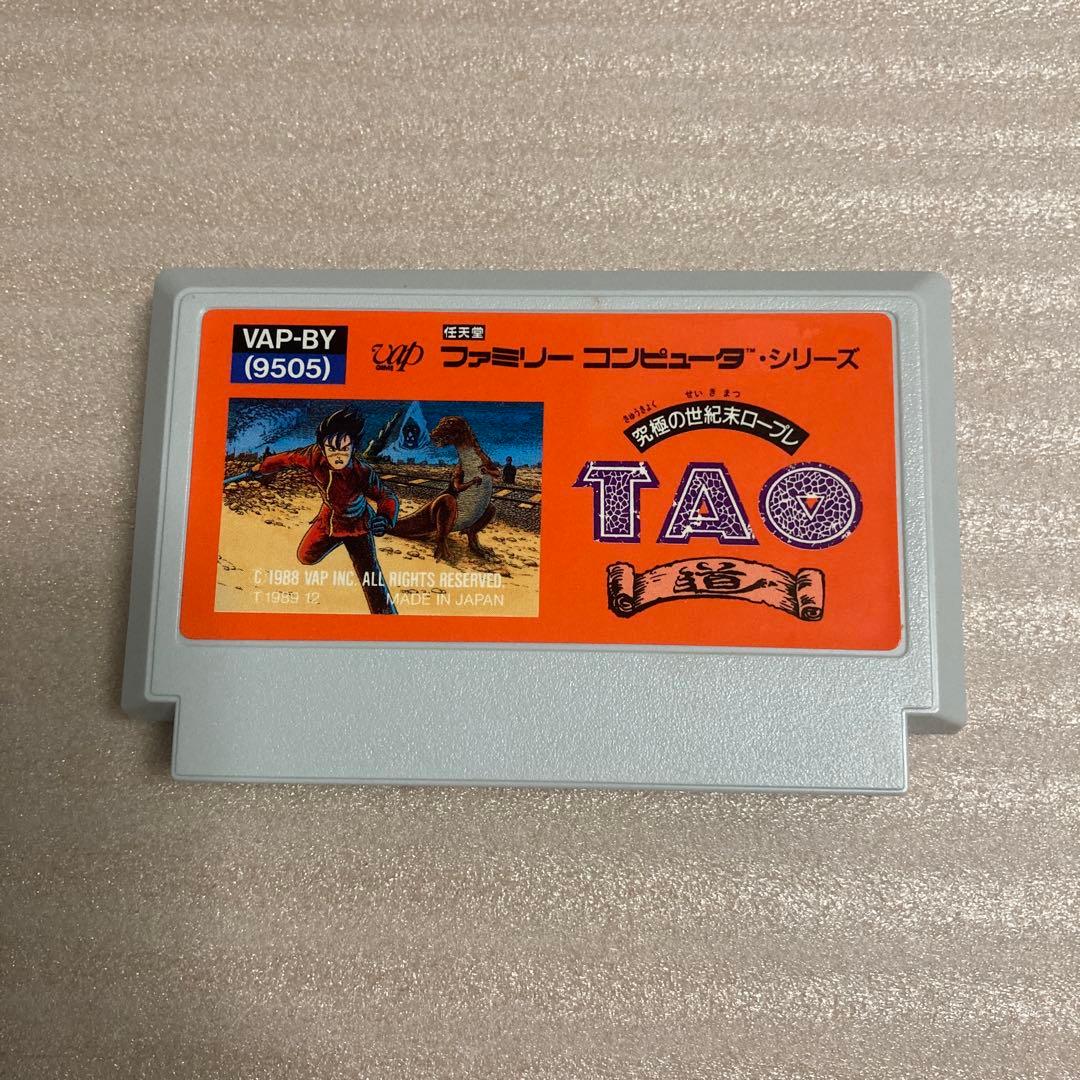 VAP-BY
(9505)
vap
GAME
任天堂
ファミリー コンピュータ™・シリーズ
きゅうきょく せいきまつ
究極の世紀末ロープレ
TAO
道
© 1988 VAP INC. ALL RIGHTS RESERVED.
T 1989 12 MADE IN JAPAN